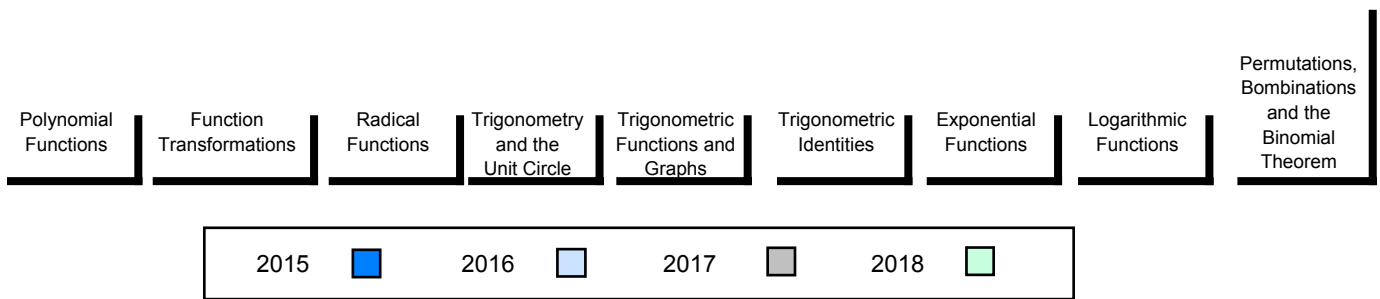 Polynomial
Functions
Function
Transformations
Radical
Functions
Trigonometry
and the
Unit Circle
Trigonometric
Functions and
Graphs
Trigonometric
Identities
Exponential
Functions
Logarithmic
Functions
Permutations,
Bombinations
and the
Binomial
Theorem
2015 2016 2017 2018